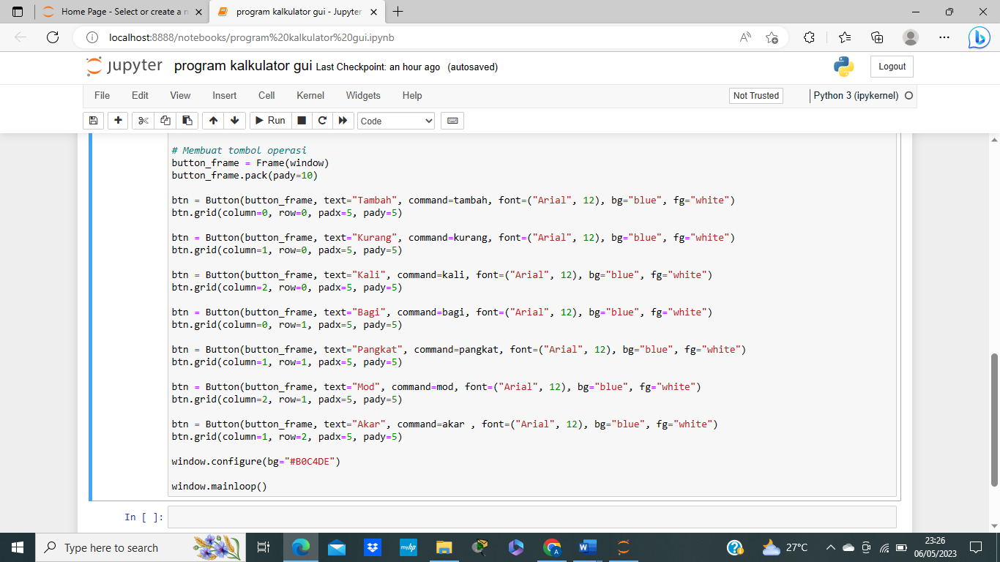 Home Page - Select or create a n
program kalkulator gui - Jupyter
localhost:8888/notebooks/program%20kalkulator%20gui.ipynb
jupyter program kalkulator gui Last Checkpoint: an hour ago (autosaved)
Logout
File Edit View Insert Cell Kernel Widgets Help
Not Trusted
Python 3 (ipykernel)
Run
Code
# Membuat tombol operasi
button_frame = Frame(window)
button_frame.pack(pady=10)
btn = Button(button_frame, text="Tambah", command=tambah, font=("Arial", 12), bg="blue", fg="white")
btn.grid(column=0, row=0, padx=5, pady=5)
btn = Button(button_frame, text="Kurang", command=kurang, font=("Arial", 12), bg="blue", fg="white")
btn.grid(column=1, row=0, padx=5, pady=5)
btn = Button(button_frame, text="Kali", command=kali, font=("Arial", 12), bg="blue", fg="white")
btn.grid(column=2, row=0, padx=5, pady=5)
btn = Button(button_frame, text="Bagi", command=bagi, font=("Arial", 12), bg="blue", fg="white")
btn.grid(column=0, row=1, padx=5, pady=5)
btn = Button(button_frame, text="Pangkat", command=pangkat, font=("Arial", 12), bg="blue", fg="white")
btn.grid(column=1, row=1, padx=5, pady=5)
btn = Button(button_frame, text="Mod", command=mod, font=("Arial", 12), bg="blue", fg="white")
btn.grid(column=2, row=1, padx=5, pady=5)
btn = Button(button_frame, text="Akar", command=akar , font=("Arial", 12), bg="blue", fg="white")
btn.grid(column=1, row=2, padx=5, pady=5)
window.configure(bg="#B0C4DE")
window.mainloop()
In [ ]:
Type here to search
myhp
27°C
23:26
06/05/2023